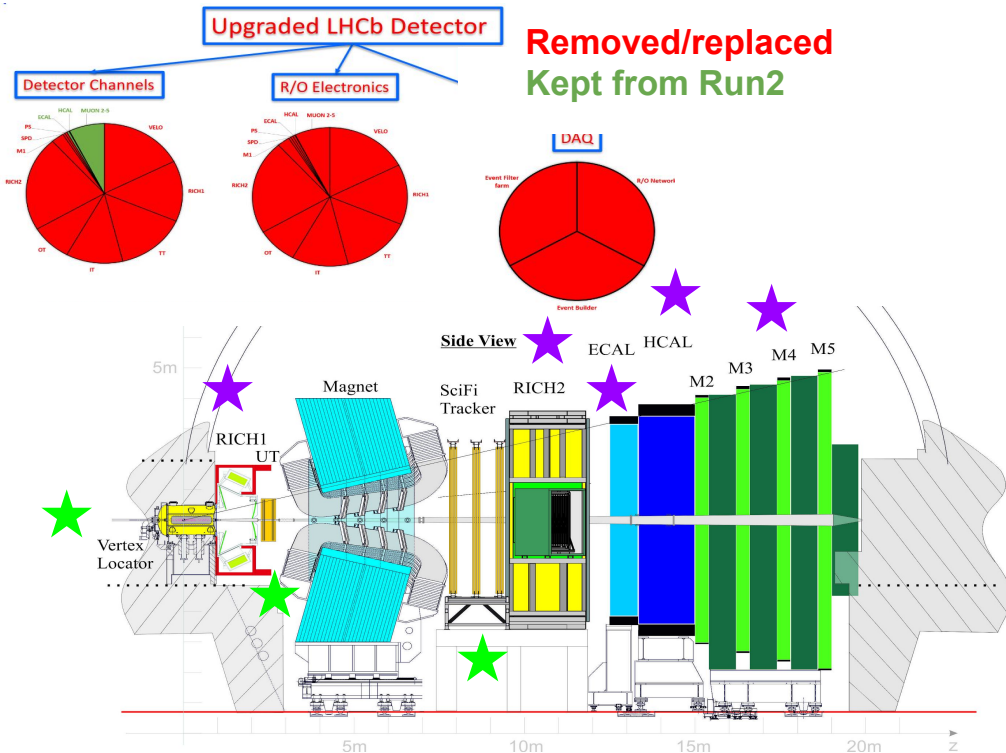 Upgraded LHCb Detector
Removed/replaced
Kept from Run2
Detector Channels
R/O Electronics
HCAL
MUON 2-5
ECAL
PS
SPD
M1
VELO
RICH2
RICH1
OT
TT
IT
HCAL
MUON 2-5
ECAL
PS
SPD
M1
VELO
RICH2
RICH1
OT
TT
IT
DAQ
Event Filter
farm
R/O Network
Event Builder
Side View
ECAL
HCAL
M2
M3
M4
M5
5m
Magnet
SciFi
Tracker
RICH2
RICH1
UT
Vertex
Locator
5m
10m
15m
20m
z